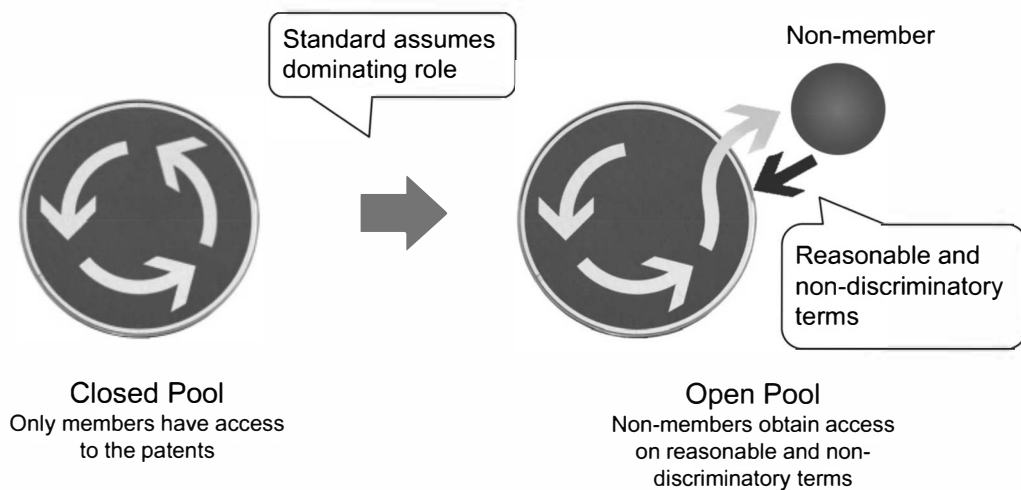 Standard assumes
dominating role
Non-member
Reasonable and
non-discriminatory
terms
Closed Pool
Only members have access
to the patents
Open Pool
Non-members obtain access
on reasonable and non-
discriminatory terms